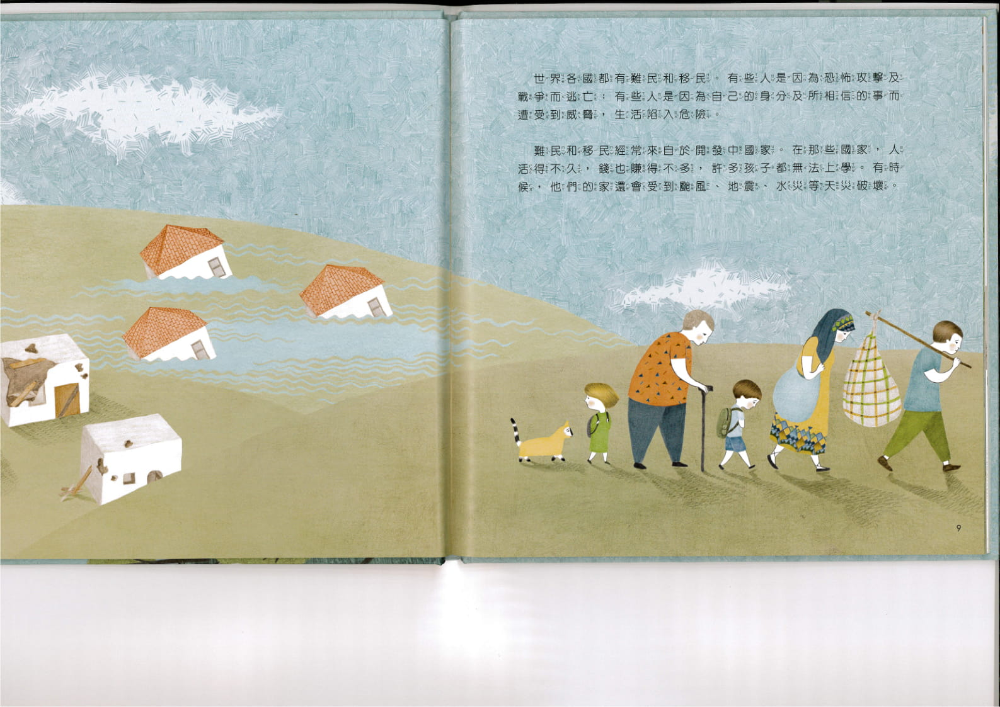 世界各國都有難民和移民。有些人是因為恐怖攻擊及
戰爭而逃亡；有些人是因為自己的身分及所相信的事而
遭受到威脅，生活陷入危險。
難民和移民經常來自於開發中國家。在那些國家，人
活得不久，錢也賺得不多，許多孩子都無法上學。有時
候，他們的家還會受到颱風、地震、水災等天災破壞。
9